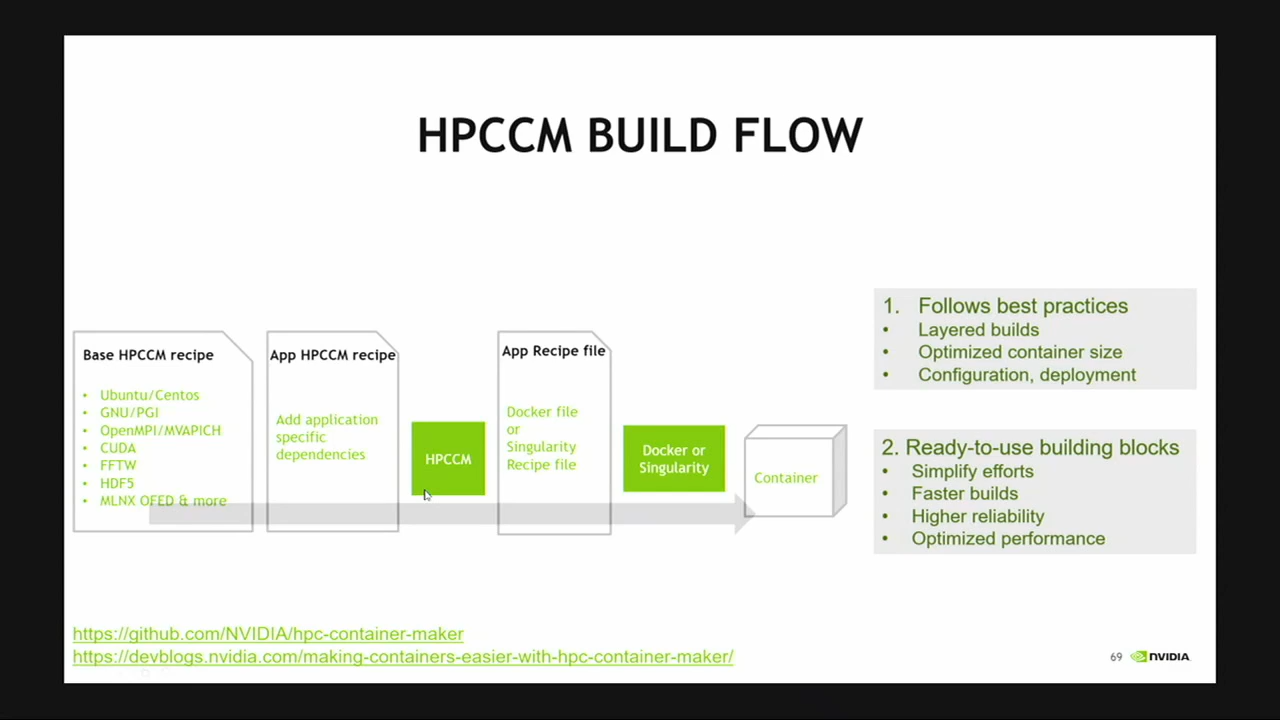 HPCCM BUILD FLOW
Base HPCCM recipe
• Ubuntu/Centos
• GNU/PGI
• OpenMPI/MVAPICH
• CUDA
• FFTW
• HDF5
• MLNX OFED & more
App HPCCM recipe
Add application
specific
dependencies
HPCCM
App Recipe file
Docker file
or
Singularity
Recipe file
Docker or
Singularity
Container
1. Follows best practices
• Layered builds
• Optimized container size
• Configuration, deployment
2. Ready-to-use building blocks
• Simplify efforts
• Faster builds
• Higher reliability
• Optimized performance
https://github.com/NVIDIA/hpc-container-maker
https://devblogs.nvidia.com/making-containers-easier-with-hpc-container-maker/
69 NVIDIA